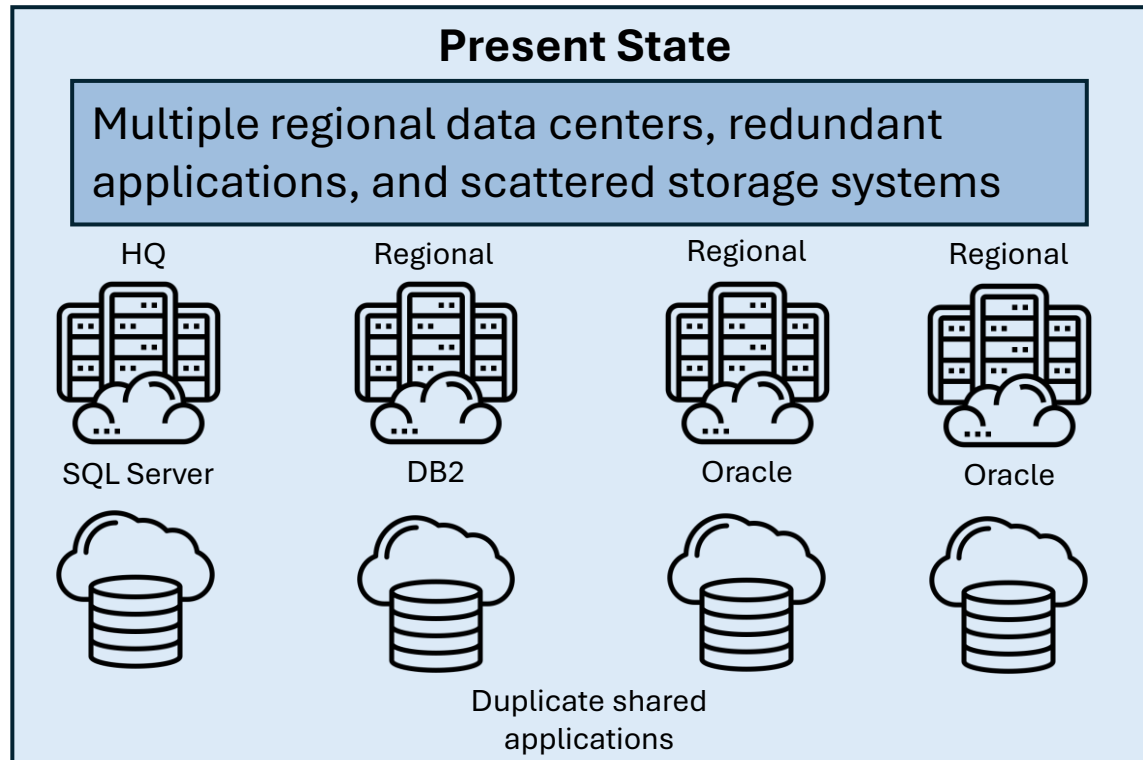 Present State
Multiple regional data centers, redundant
applications, and scattered storage systems
HQ
Regional
Regional
Regional
SQL Server
DB2
Oracle
Oracle
Duplicate shared
applications